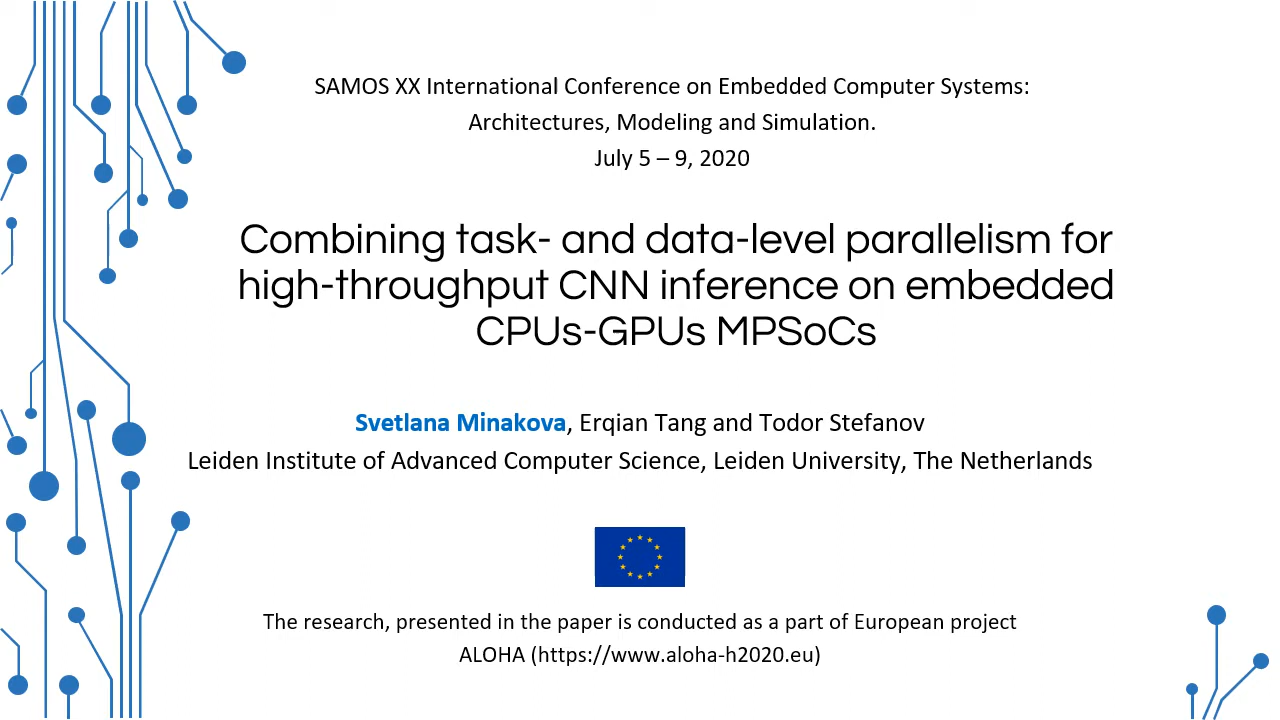 SAMOS XX International Conference on Embedded Computer Systems:
Architectures, Modeling and Simulation.
July 5 – 9, 2020
Combining task- and data-level parallelism for
high-throughput CNN inference on embedded
CPUs-GPUs MPSoCs
Svetlana Minakova, Erqian Tang and Todor Stefanov
Leiden Institute of Advanced Computer Science, Leiden University, The Netherlands
The research, presented in the paper is conducted as a part of European project
ALOHA (https://www.aloha-h2020.eu)